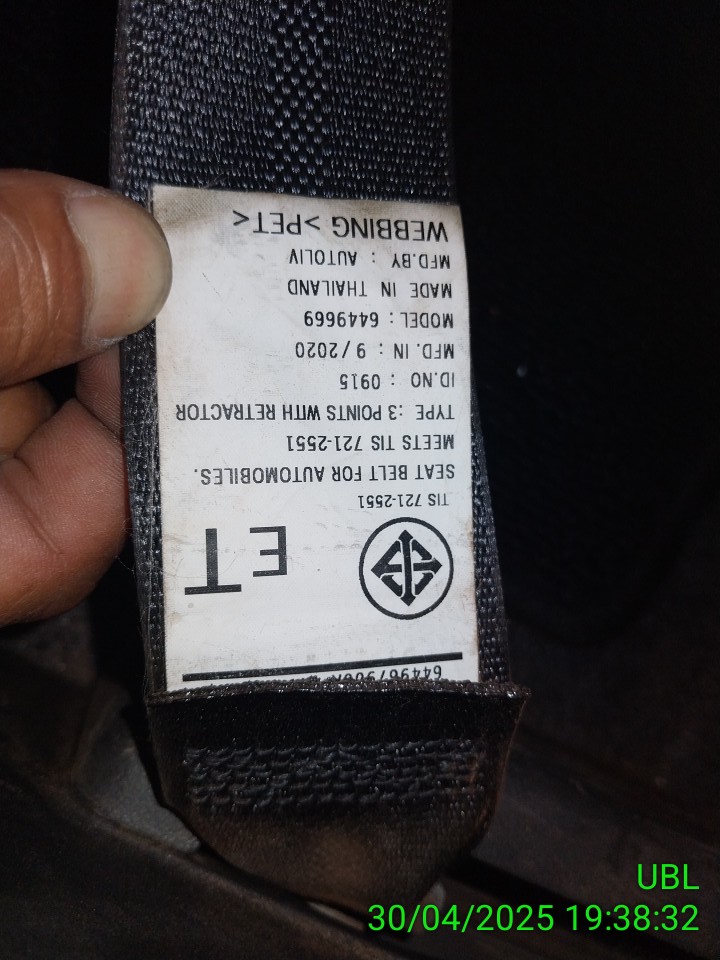 644967900A
ET
TIS 721-2551
SEAT BELT FOR AUTOMOBILES.
MEETS TIS 721-2551
TYPE :3 POINTS WITH RETRACTOR
ID.NO : 0915
MFD. IN : 9/2020
MODEL : 6449669
MADE IN THAILAND
MFD.BY : AUTOLIV
WEBBING >PET<
UBL
30/04/2025 19:38:32